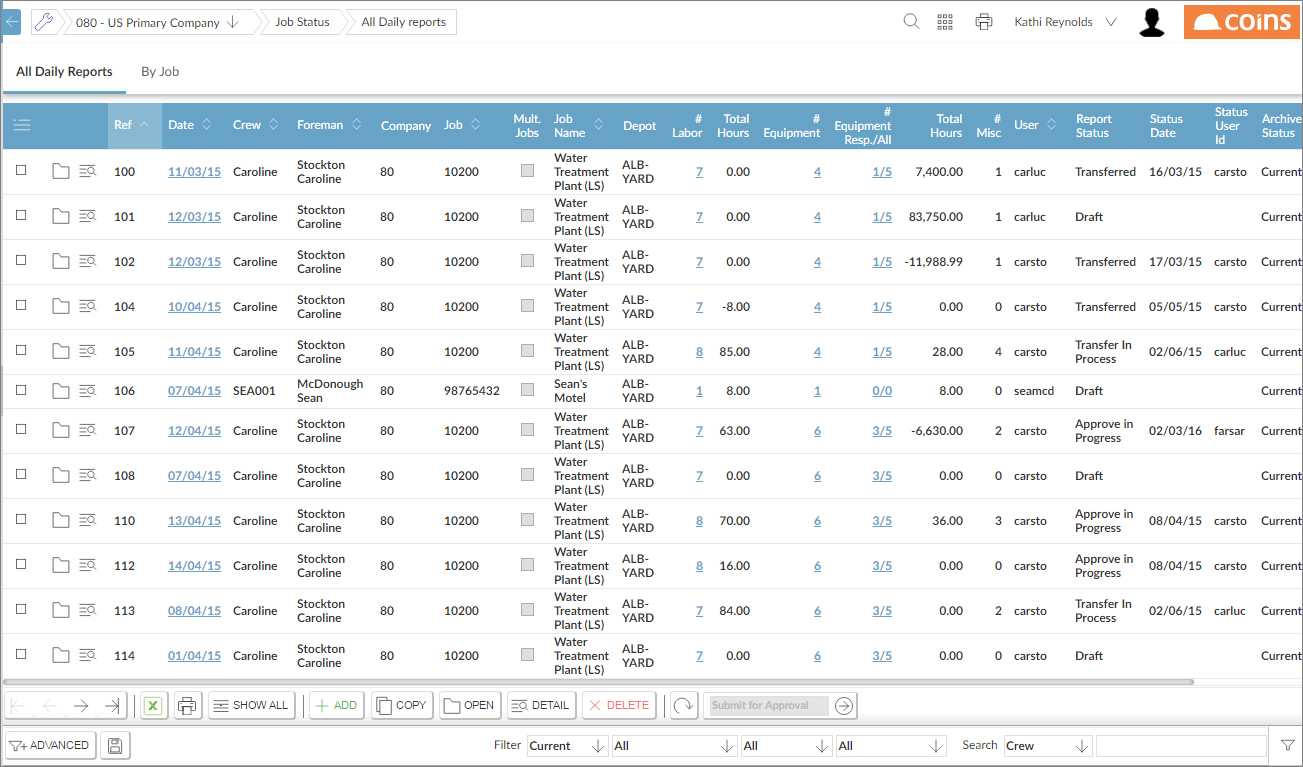 080 - US Primary Company Job Status All Daily reports Kathi Reynolds coins
All Daily Reports By Job
Ref Date Crew Foreman Company Job Mult. Jobs Job Name Depot # Labor Total Hours # Equipment # Equipment Resp./All Total Hours # Misc User Report Status Status Date Status User Id Archive Status
100 11/03/15 Caroline Stockton Caroline 80 10200 Water Treatment Plant (LS) ALB-YARD 7 0.00 4 1/5 7,400.00 1 carluc Transferred 16/03/15 carsto Current
101 12/03/15 Caroline Stockton Caroline 80 10200 Water Treatment Plant (LS) ALB-YARD 7 0.00 4 1/5 83,750.00 1 carluc Draft Current
102 12/03/15 Caroline Stockton Caroline 80 10200 Water Treatment Plant (LS) ALB-YARD 7 0.00 4 1/5 -11,988.99 1 carsto Transferred 17/03/15 carsto Current
104 10/04/15 Caroline Stockton Caroline 80 10200 Water Treatment Plant (LS) ALB-YARD 7 -8.00 4 1/5 0.00 0 carsto Transferred 05/05/15 carsto Current
105 11/04/15 Caroline Stockton Caroline 80 10200 Water Treatment Plant (LS) ALB-YARD 8 85.00 4 1/5 28.00 4 carsto Transfer In Process 02/06/15 carluc Current
106 07/04/15 SEA001 McDonough Sean 80 98765432 Sean's Motel ALB-YARD 1 8.00 1 0/0 8.00 0 seamcd Draft Current
107 12/04/15 Caroline Stockton Caroline 80 10200 Water Treatment Plant (LS) ALB-YARD 7 63.00 6 3/5 -6,630.00 2 carsto Approve in Progress 02/03/16 farsar Current
108 07/04/15 Caroline Stockton Caroline 80 10200 Water Treatment Plant (LS) ALB-YARD 7 0.00 6 3/5 0.00 0 carsto Draft Current
110 13/04/15 Caroline Stockton Caroline 80 10200 Water Treatment Plant (LS) ALB-YARD 8 70.00 6 3/5 36.00 3 carsto Approve in Progress 08/04/15 carsto Current
112 14/04/15 Caroline Stockton Caroline 80 10200 Water Treatment Plant (LS) ALB-YARD 8 16.00 6 3/5 0.00 0 carsto Approve in Progress 08/04/15 carsto Current
113 08/04/15 Caroline Stockton Caroline 80 10200 Water Treatment Plant (LS) ALB-YARD 7 84.00 6 3/5 0.00 2 carsto Transfer In Process 02/06/15 carluc Current
114 01/04/15 Caroline Stockton Caroline 80 10200 Water Treatment Plant (LS) ALB-YARD 7 0.00 6 3/5 0.00 0 carsto Draft Current
SHOW ALL ADD COPY OPEN DETAIL DELETE Submit for Approval
ADVANCED Filter Current All All All Search Crew